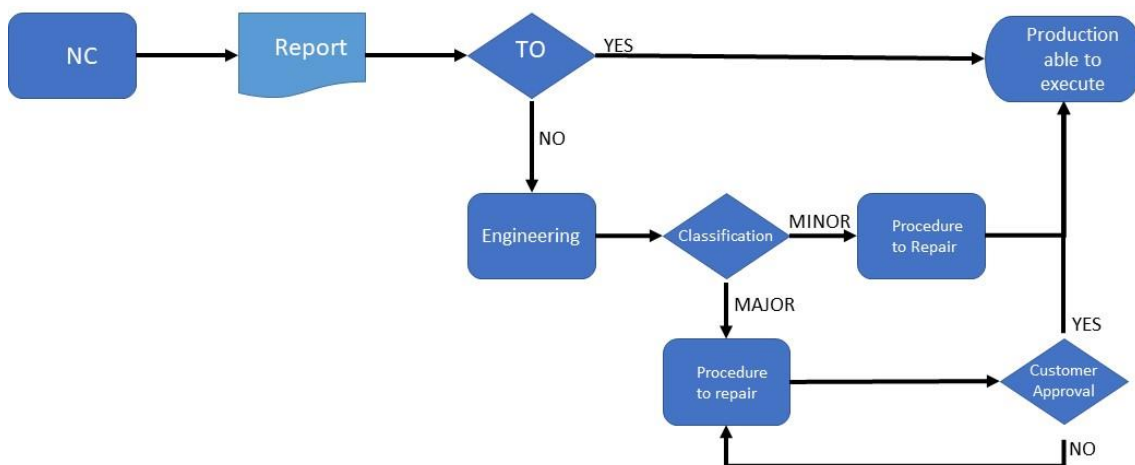 NC
Report
TO
YES
Production
able to
execute
NO
Engineering
Classification
MINOR
Procedure
to Repair
MAJOR
YES
Procedure
to repair
Customer
Approval
NO